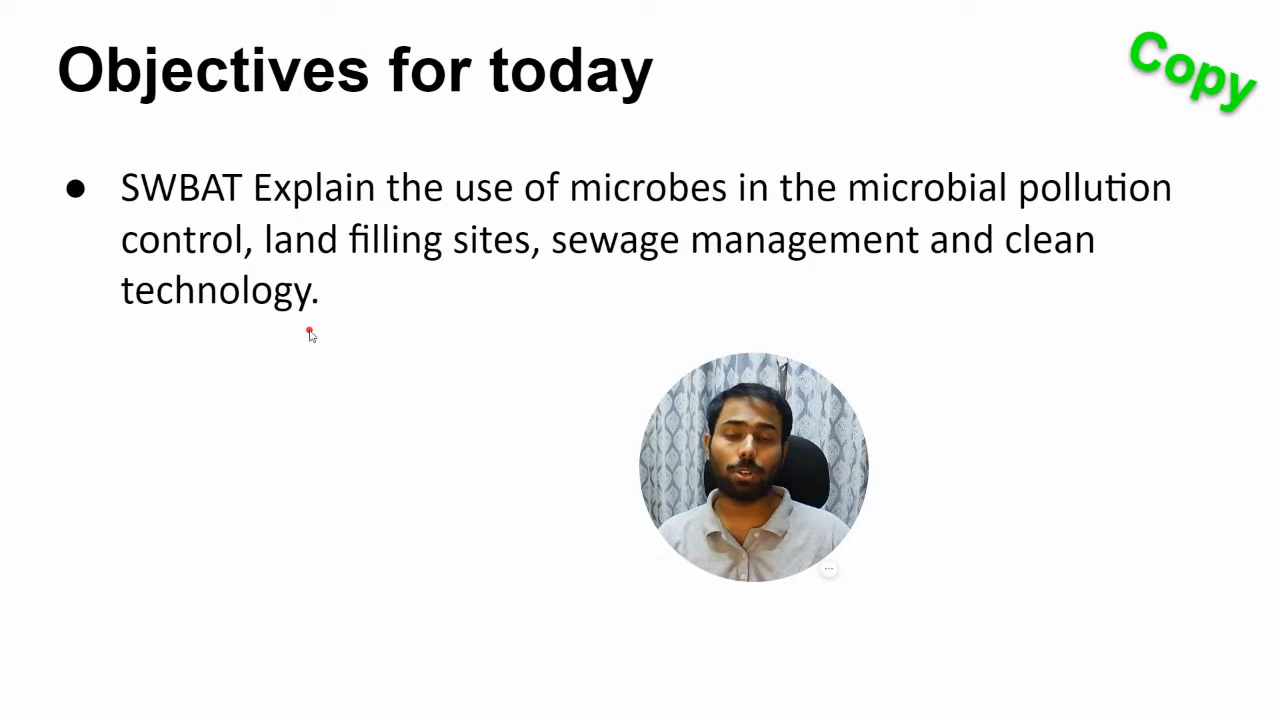 Objectives for today
Copy
● SWBAT Explain the use of microbes in the microbial pollution
control, land filling sites, sewage management and clean
technology.